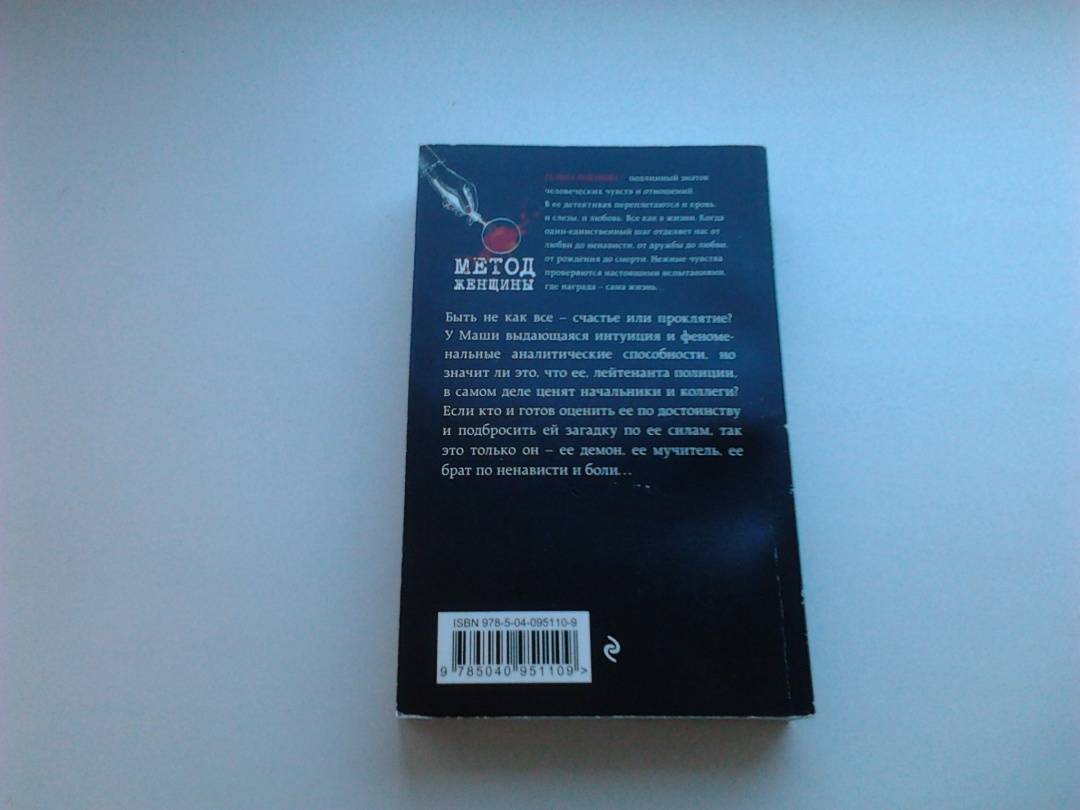 подлинный знаток
человеческих чувств и отношений.
В ее детективах переплетаются и кровь,
и слезы, и любовь. Все как в жизни. Когда
один-единственный шаг отделяет нас от
любви до ненависти, от дружбы до любви,
от рождения до смерти. Нежные чувства
проверяются настоящими испытаниями,
где награда – сама жизнь...
МЕТОД
ЖЕНЩИНЫ
Быть не как все – счастье или проклятие?
У Маши выдающаяся интуиция и феноме-
нальные аналитические способности, но
значит ли это, что ее, лейтенанта полиции,
в самом деле ценят начальники и коллеги?
Если кто и готов оценить ее по достоинству
и подбросить ей загадку по ее силам, так
это только он – ее демон, ее мучитель, ее
брат по ненависти и боли...
ISBN 978-5-04-095110-9
9 785040 951109 >